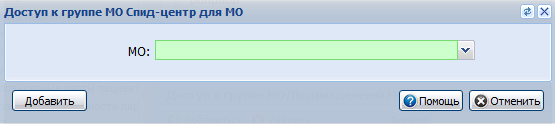 Доступ к группе МО Спид-центр для МО
МО:
Добавить
Помощь
Отменить